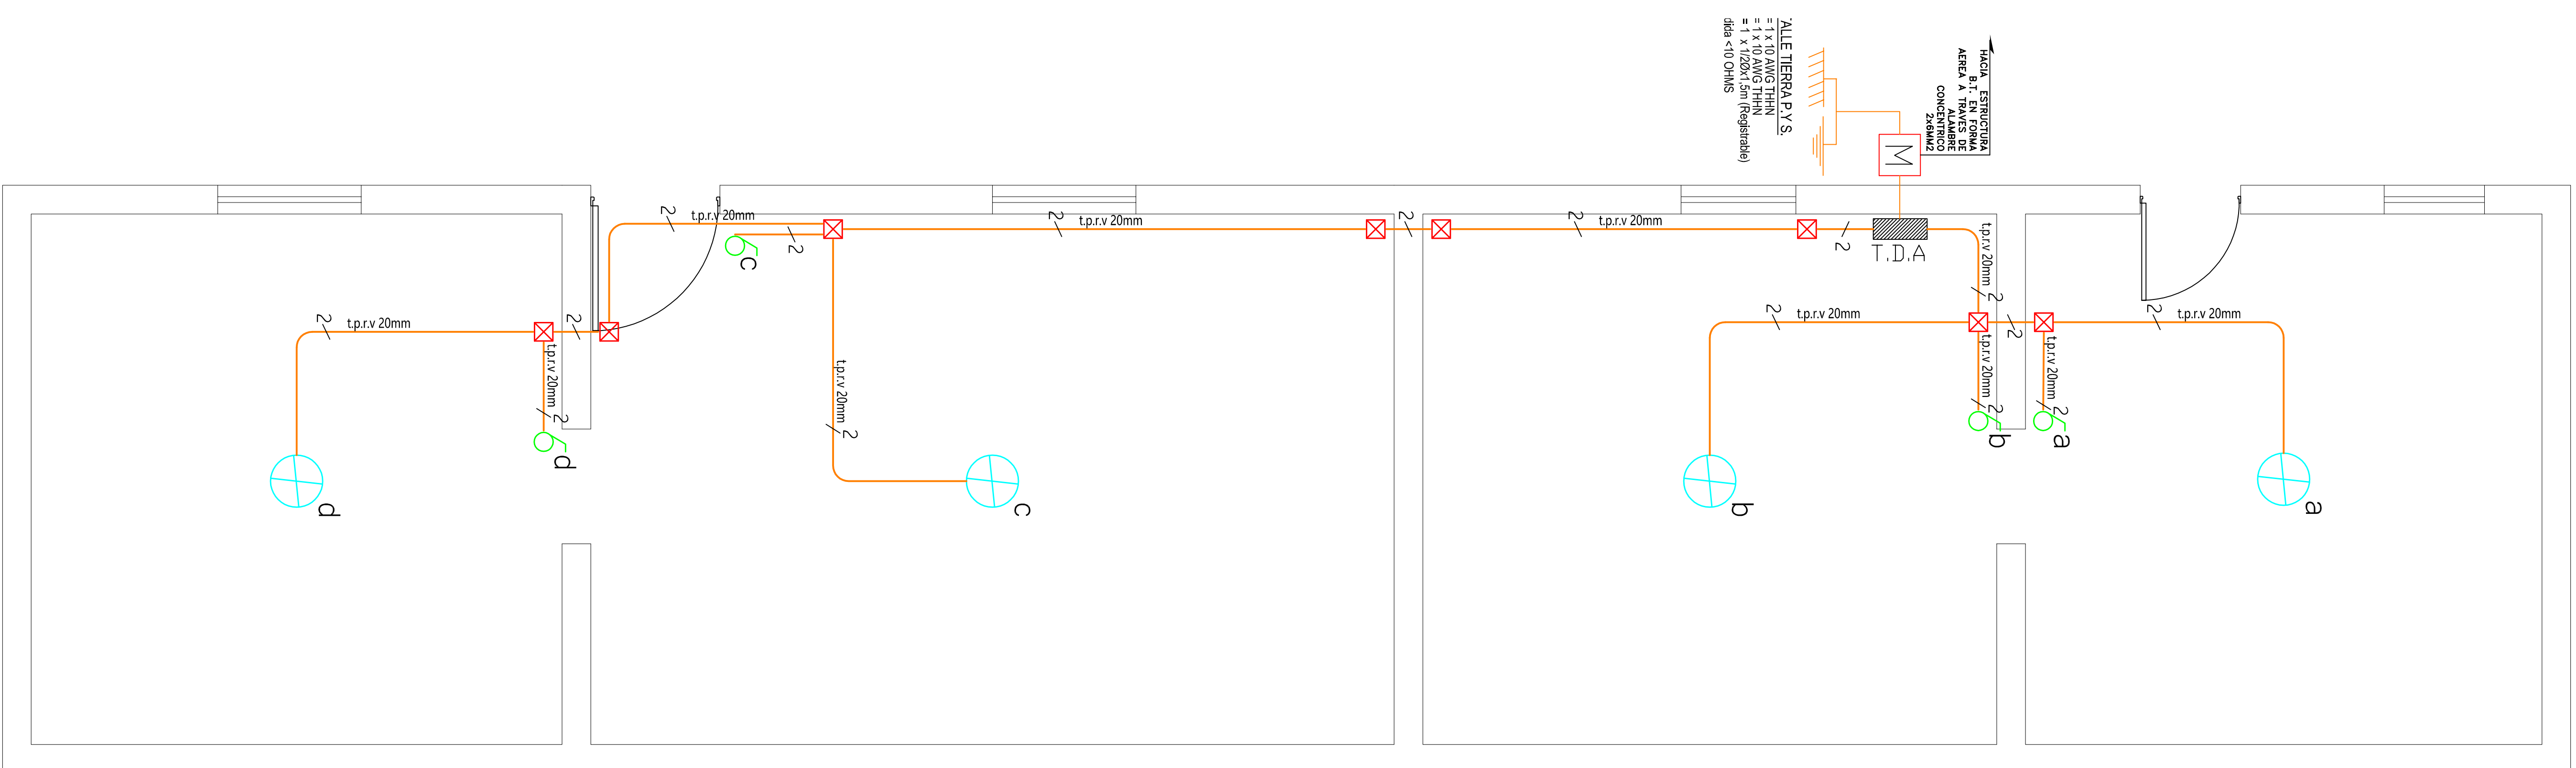 HACIA ESTRUCTURA
B.T. EN FORMA
AEREA A TRAVES DE
ALAMBRE
CONCENTRICO
2x6MM2
'ALLE TIERRA P.Y S.
= 1 x 10 AWG THHN
= 1 x 10 AWG THHN
= 1 x 1/2Øx1,5m (Registrable)
dida <10 OHMS
M
T.D.A
2
t.p.r.v 20mm
2
c
2
t.p.r.v 20mm
2
2
t.p.r.v 20mm
2
t.p.r.v 20mm
2
2
t.p.r.v 20mm
2
t.p.r.v 20mm
2
d
d
t.p.r.v 20mm
2
c
2
t.p.r.v 20mm
t.p.r.v 20mm
2
b
b
2
t.p.r.v 20mm
2
a
2
t.p.r.v 20mm
a